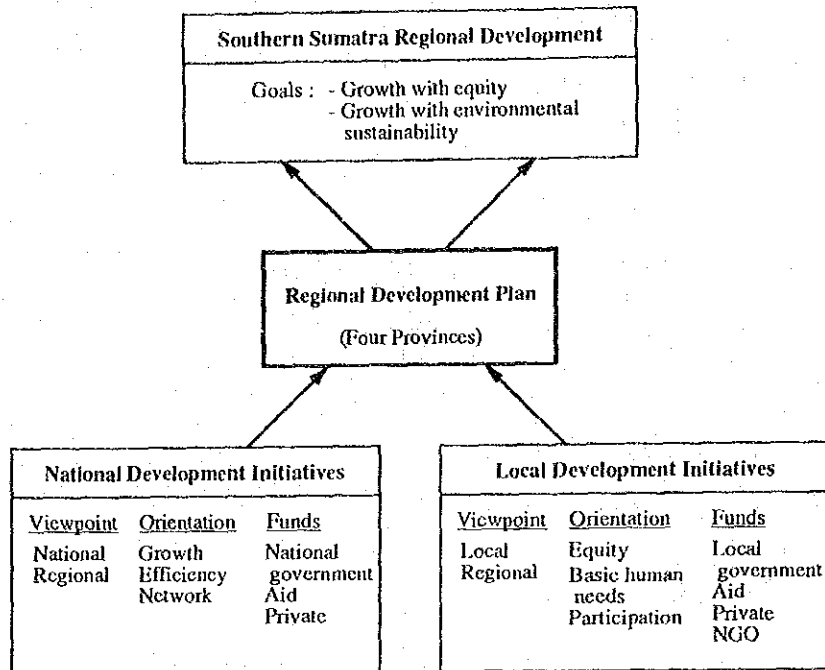 Southern Sumatra Regional Development
Goals : - Growth with equity
- Growth with environmental
sustainability
Regional Development Plan
(Four Provinces)
National Development Initiatives
Viewpoint Orientation Funds
National Growth National
Regional Efficiency government
Network Aid
Private
Local Development Initiatives
Viewpoint Orientation Funds
Local Equity Local
Regional Basic human government
needs Aid
Participation Private
NGO